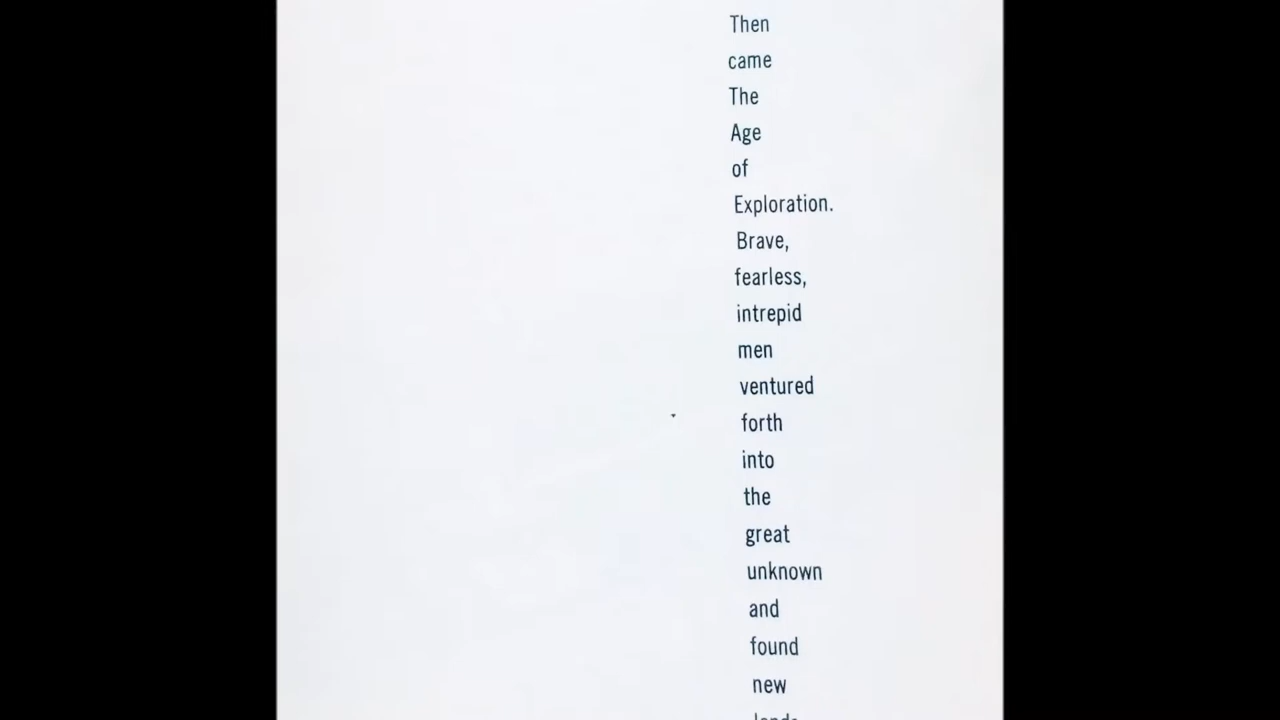 Then
came
The
Age
of
Exploration.
Brave,
fearless,
intrepid
men
ventured
forth
into
the
great
unknown
and
found
new